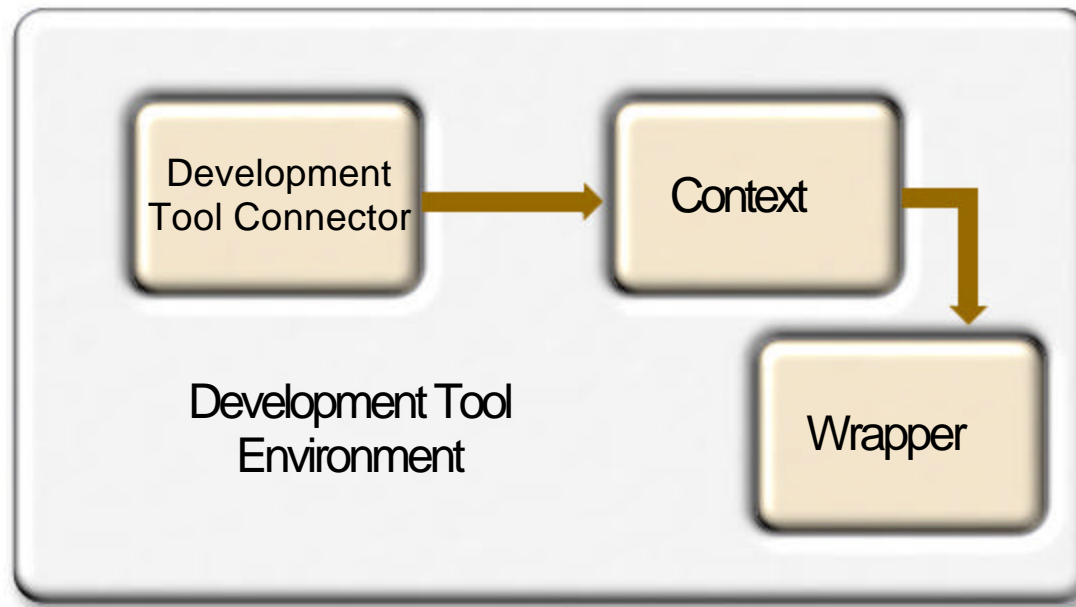 Development
Tool Connector
Context
Development Tool
Environment
Wrapper